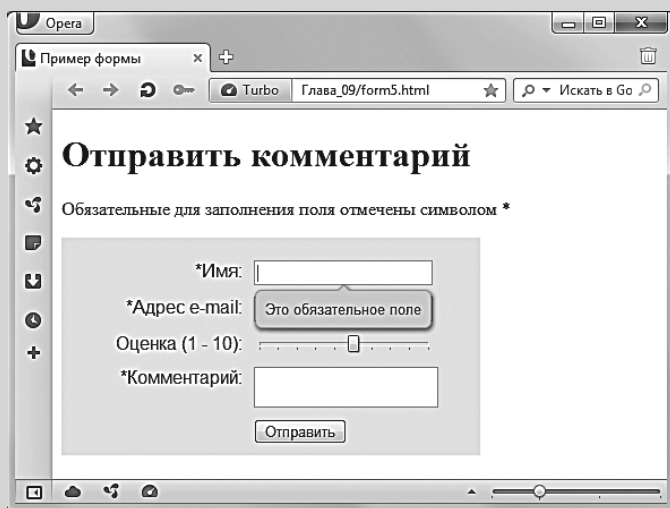 Opera
Пример формы
Turbo Глава_09/form5.html Искать в Go
Отправить комментарий
Обязательные для заполнения поля отмечены символом *
*Имя:
*Адрес e-mail:
Это обязательное поле
Оценка (1 - 10):
*Комментарий:
Отправить